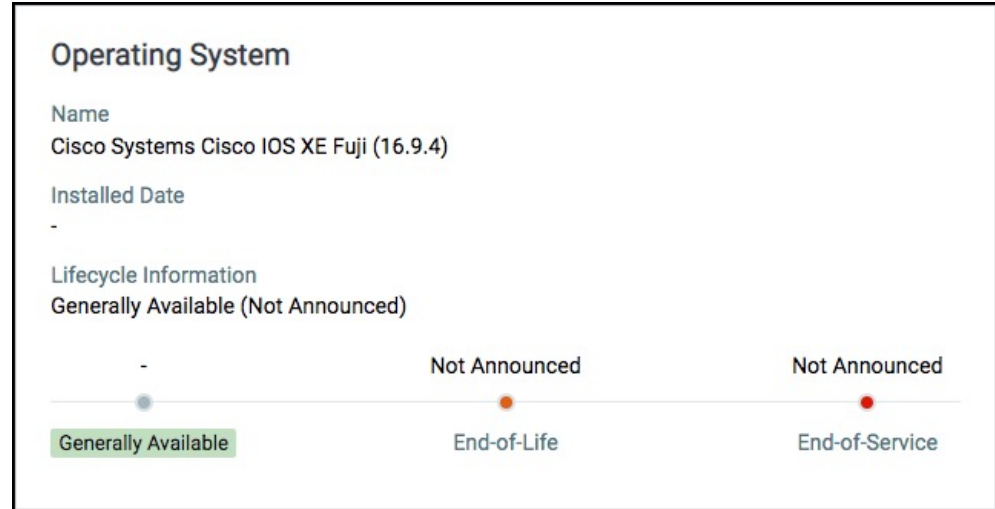 Operating System
Name
Cisco Systems Cisco IOS XE Fuji (16.9.4)
Installed Date
-
Lifecycle Information
Generally Available (Not Announced)
- Not Announced Not Announced
Generally Available End-of-Life End-of-Service